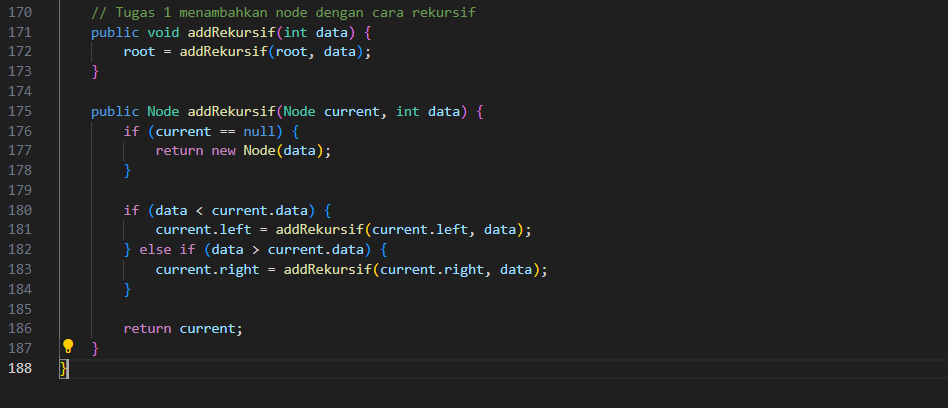 170 // Tugas 1 menambahkan node dengan cara rekursif
171 public void addRekursif(int data) {
172 root = addRekursif(root, data);
173 }
174
175 public Node addRekursif(Node current, int data) {
176 if (current == null) {
177 return new Node(data);
178 }
179
180 if (data < current.data) {
181 current.left = addRekursif(current.left, data);
182 } else if (data > current.data) {
183 current.right = addRekursif(current.right, data);
184 }
185
186 return current;
187 }
188 }